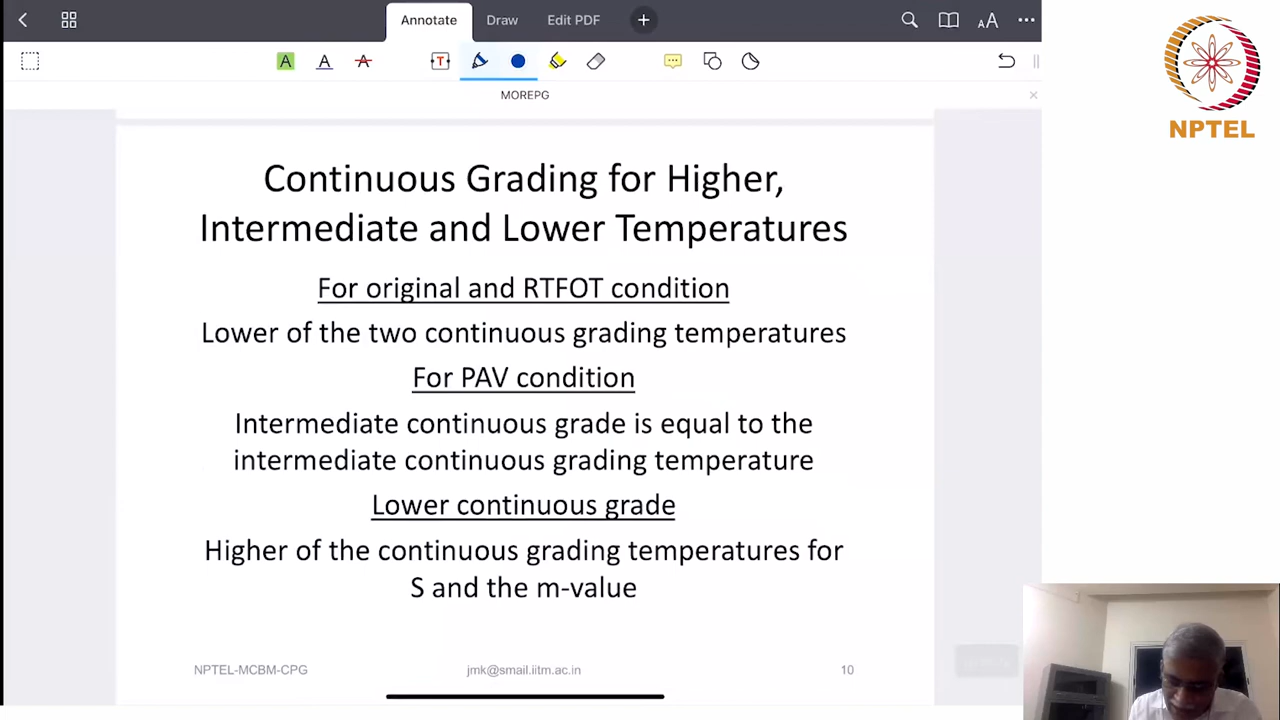 Annotate
Draw
Edit PDF
AA
A
A
A
T
MOREPG
NPTEL
Continuous Grading for Higher,
Intermediate and Lower Temperatures
For original and RTFOT condition
Lower of the two continuous grading temperatures
For PAV condition
Intermediate continuous grade is equal to the
intermediate continuous grading temperature
Lower continuous grade
Higher of the continuous grading temperatures for
S and the m-value
NPTEL-MCBM-CPG
jmk@smail.iitm.ac.in
10